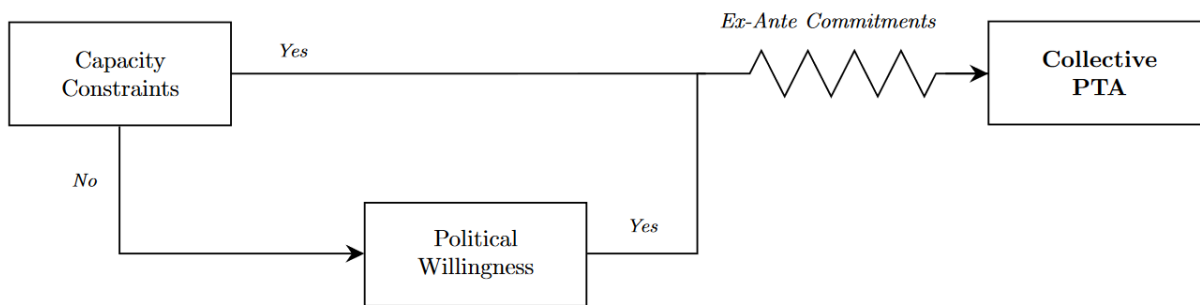 Ex-Ante Commitments
Capacity
Constraints
Yes
Collective
PTA
No
Political
Willingness
Yes